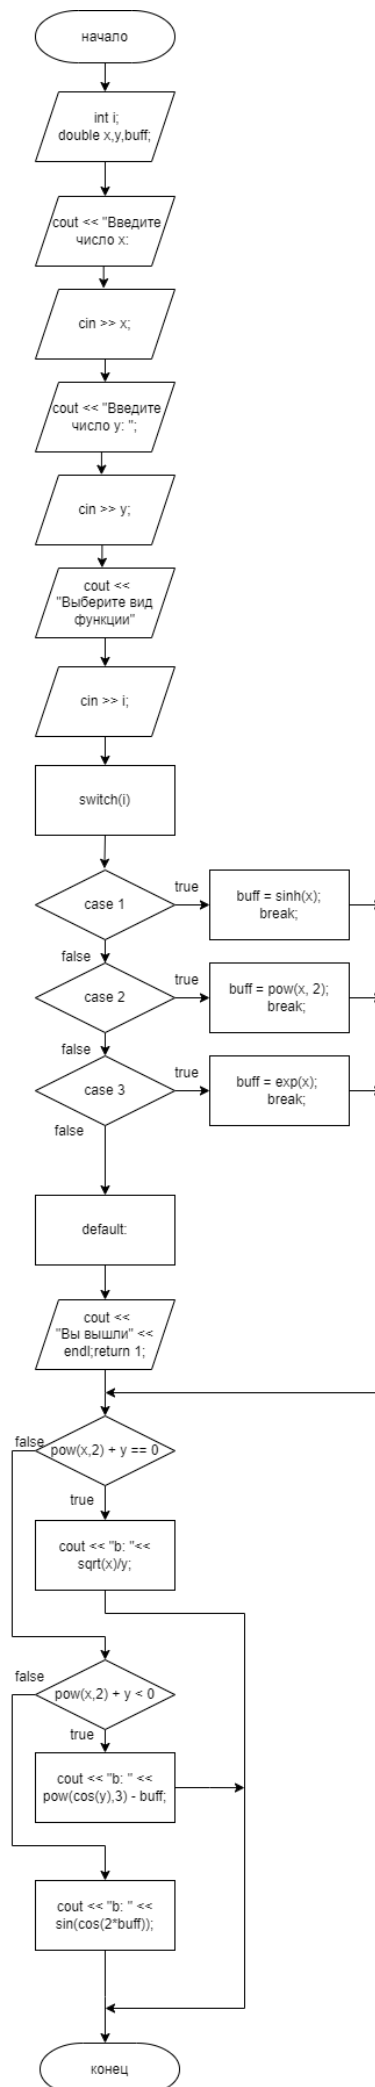 начало
int i;
double x,y,buff;
cout << "Введите
число x:
cin >> x;
cout << "Введите
число y: ";
cin >> y;
cout <<
"Выберите вид
функции"
cin >> i;
switch(i)
case 1
true
buff = sinh(x);
break;
false
case 2
true
buff = pow(x, 2);
break;
false
case 3
true
buff = exp(x);
break;
false
default:
cout <<
"Вы вышли" <<
endl;return 1;
false
pow(x,2) + y == 0
true
cout << "b: "<<
sqrt(x)/y;
false
pow(x,2) + y < 0
true
cout << "b: " <<
pow(cos(y),3) - buff;
cout << "b: " <<
sin(cos(2*buff));
конец